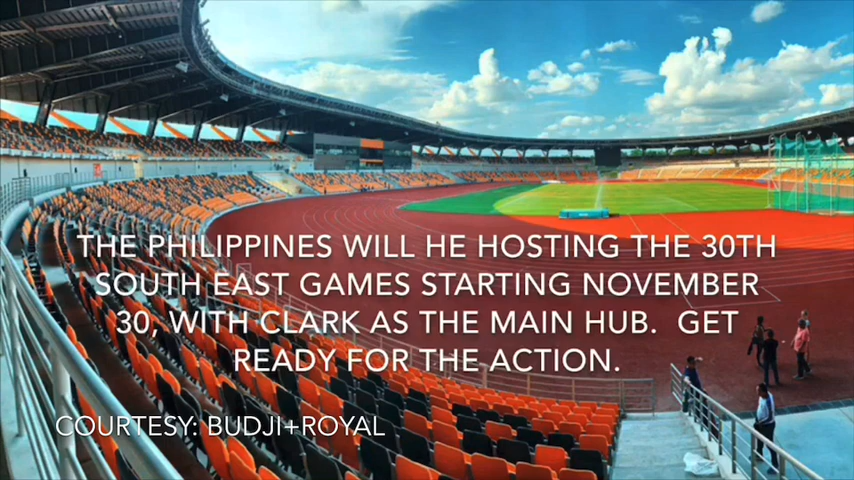 THE PHILIPPINES WILL HE HOSTING THE 30TH
SOUTH EAST GAMES STARTING NOVEMBER
30, WITH CLARK AS THE MAIN HUB.  GET
READY FOR THE ACTION.
COURTESY: BUDJI+ROYAL